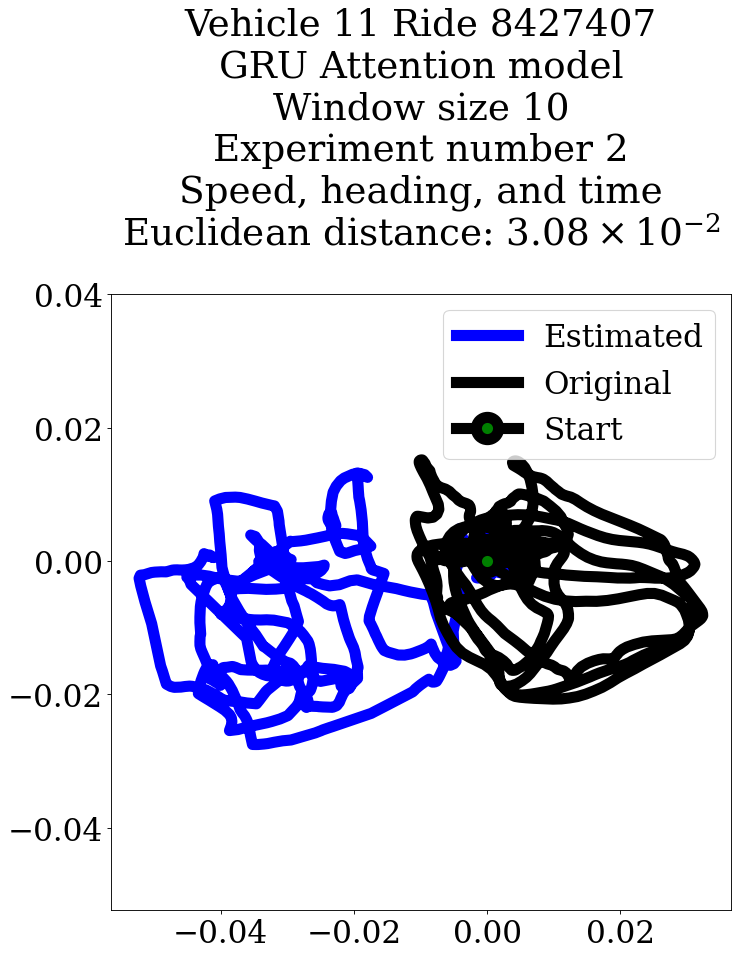 Vehicle 11 Ride 8427407
GRU Attention model
Window size 10
Experiment number 2
Speed, heading, and time
Euclidean distance: 3.08 × 10⁻²
0.04
0.02
0.00
−0.02
−0.04
Estimated
Original
Start
−0.04
−0.02
0.00
0.02